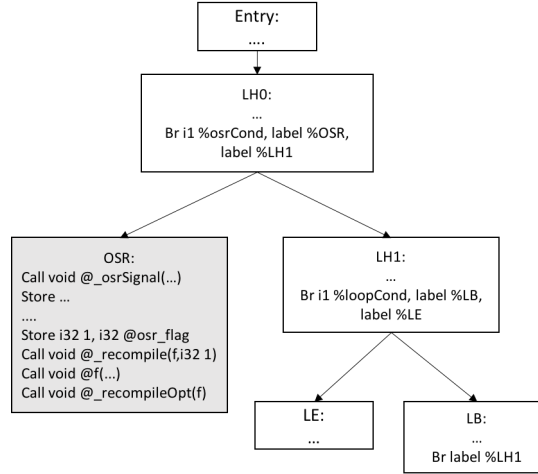 Entry:
....
LH0:
...
Br i1 %osrCond, label %OSR,
label %LH1
OSR:
Call void @_osrSignal(...)
Store ...
....
Store i32 1, i32 @osr_flag
Call void @_recompile(f,i32 1)
Call void @f(...)
Call void @_recompileOpt(f)
LH1:
...
Br i1 %loopCond, label %LB,
label %LE
LE:
...
LB:
...
Br label %LH1